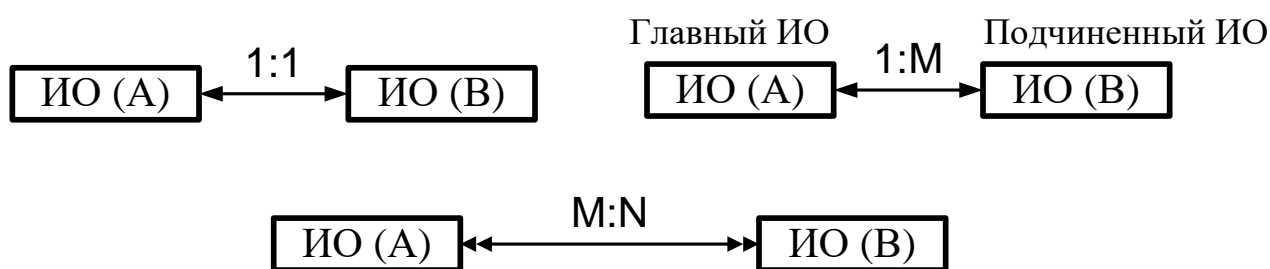 1:1
ИО (А)
ИО (В)
Главный ИО
Подчиненный ИО
1:М
ИО (А)
ИО (В)
M:N
ИО (А)
ИО (В)